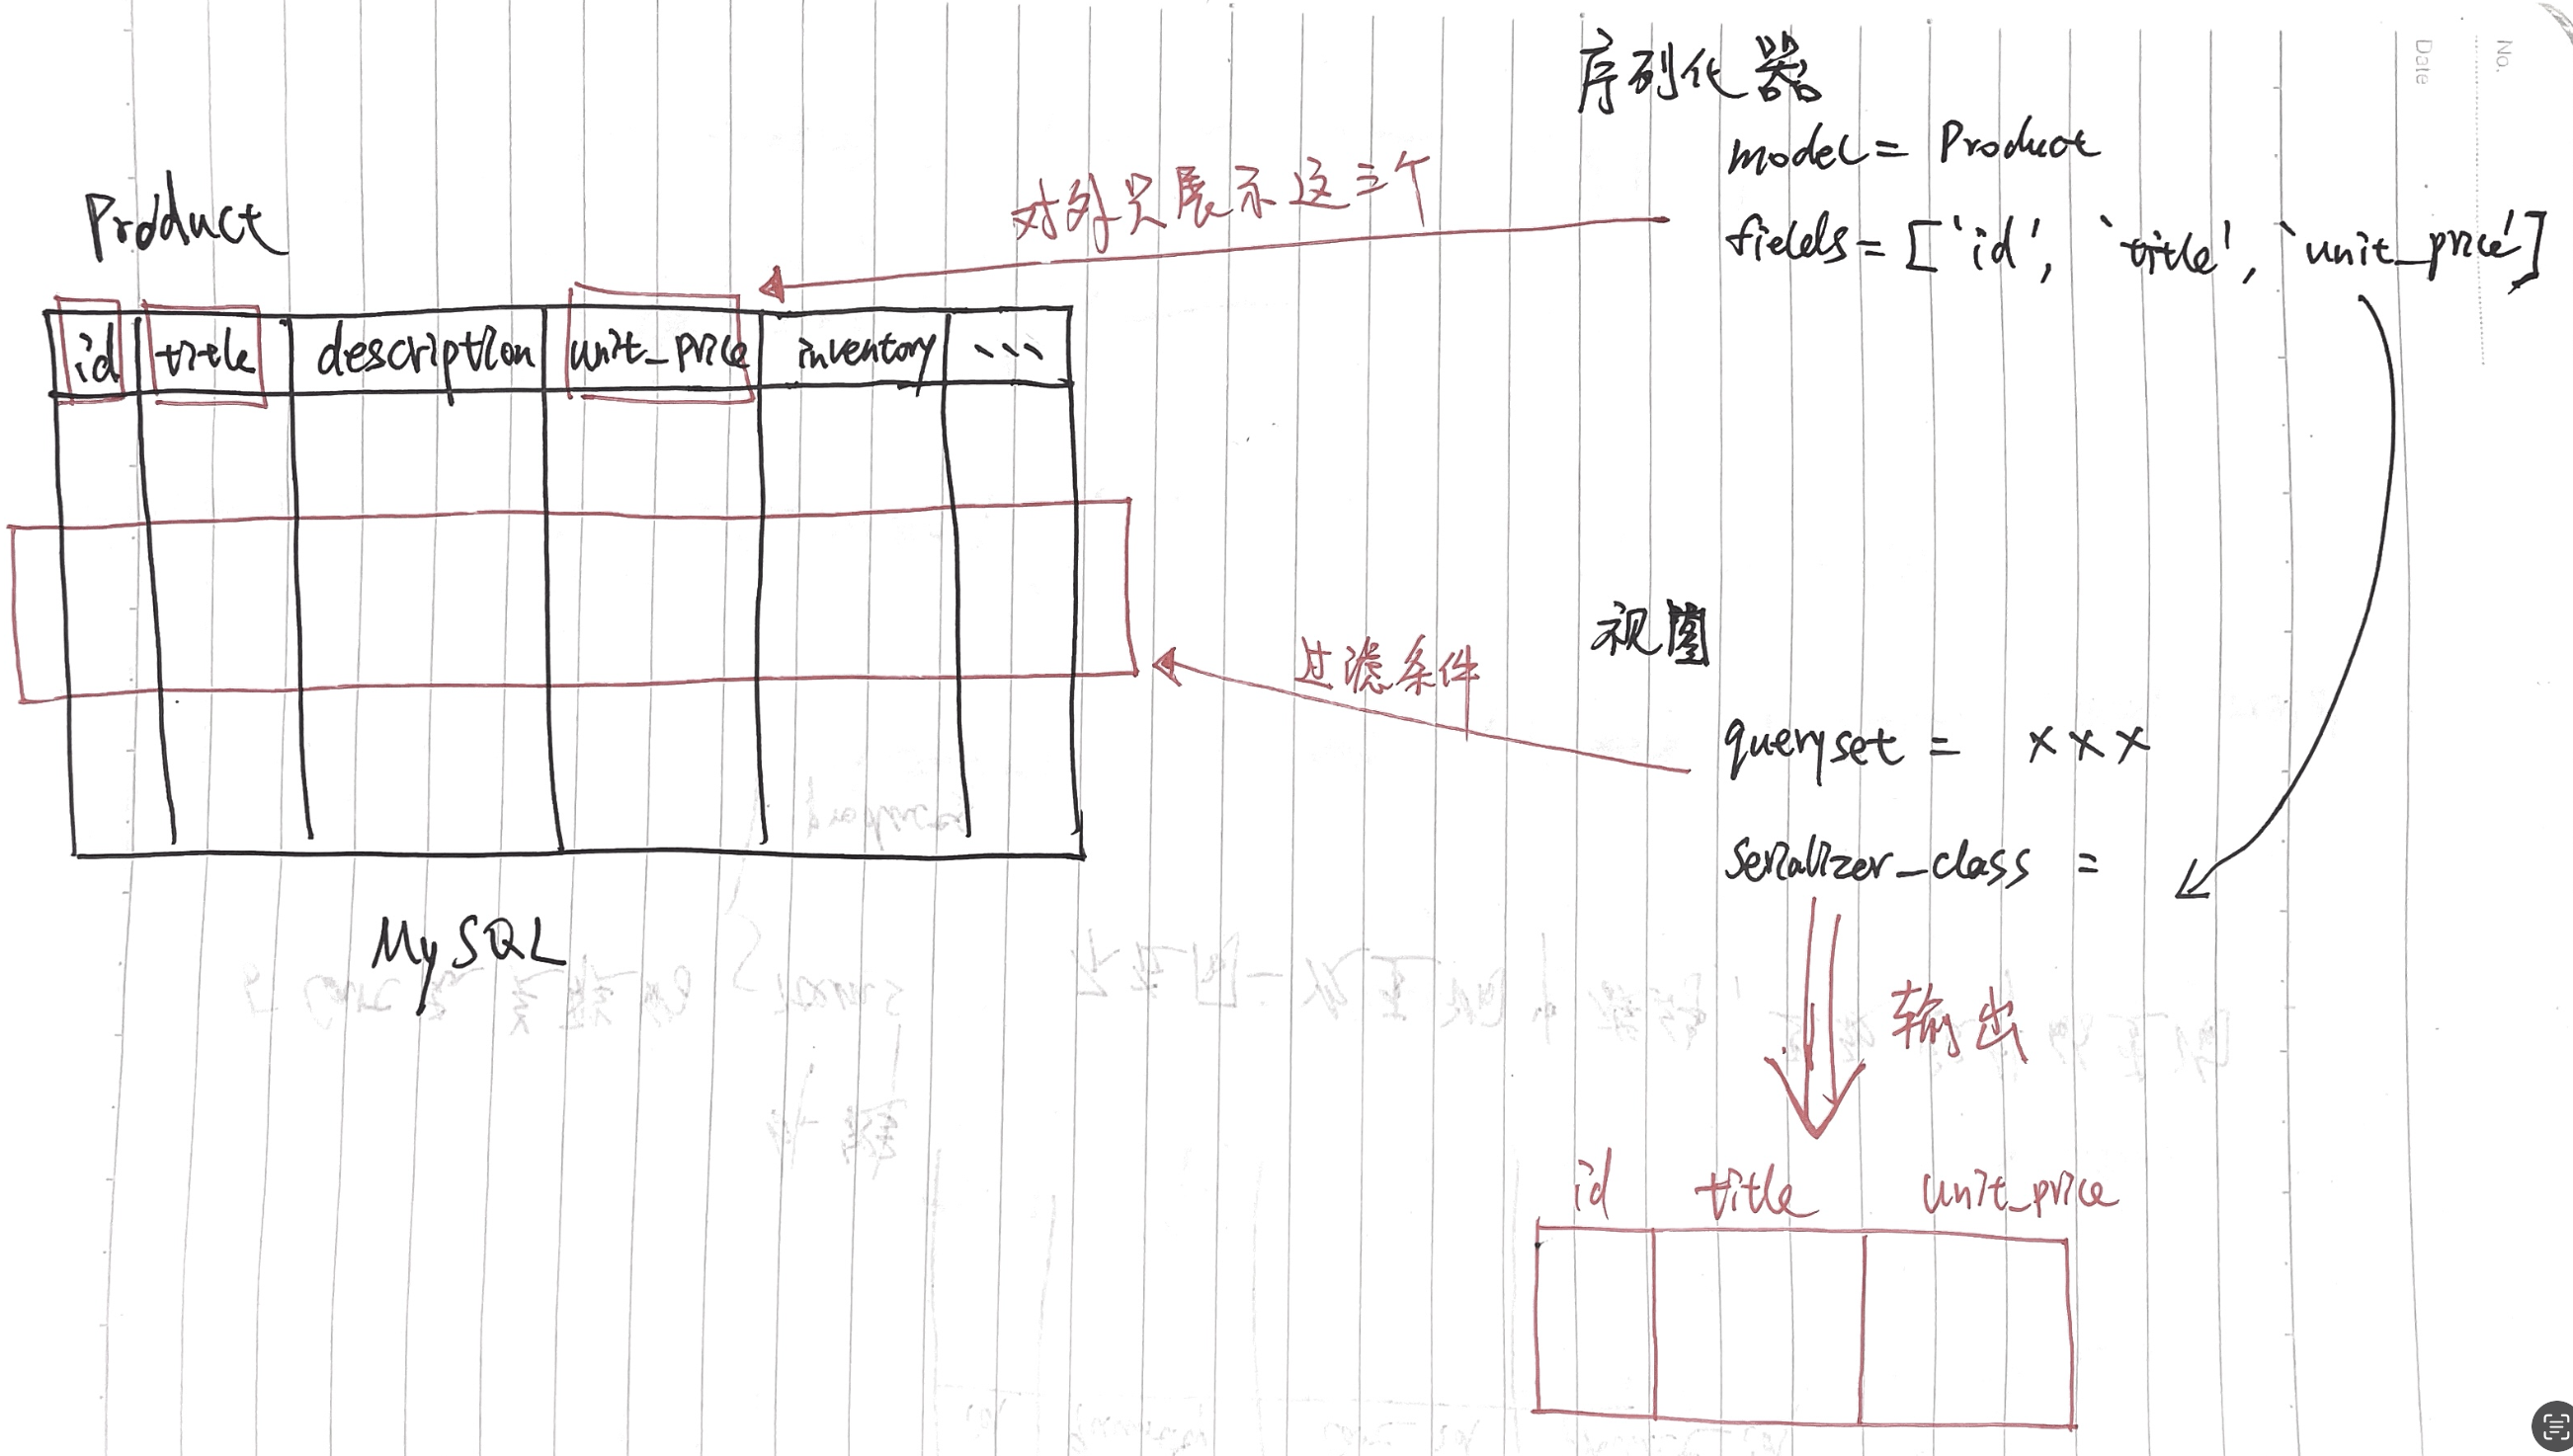 No.
Date
序列化器
model = Product
fields = ['id', 'title', 'unit_price']
对外只展示这三个
Product
id title description unit_price inventory ...
MySQL
视图
过滤条件
queryset = xxx
serializer_class =
输出
id title unit_price